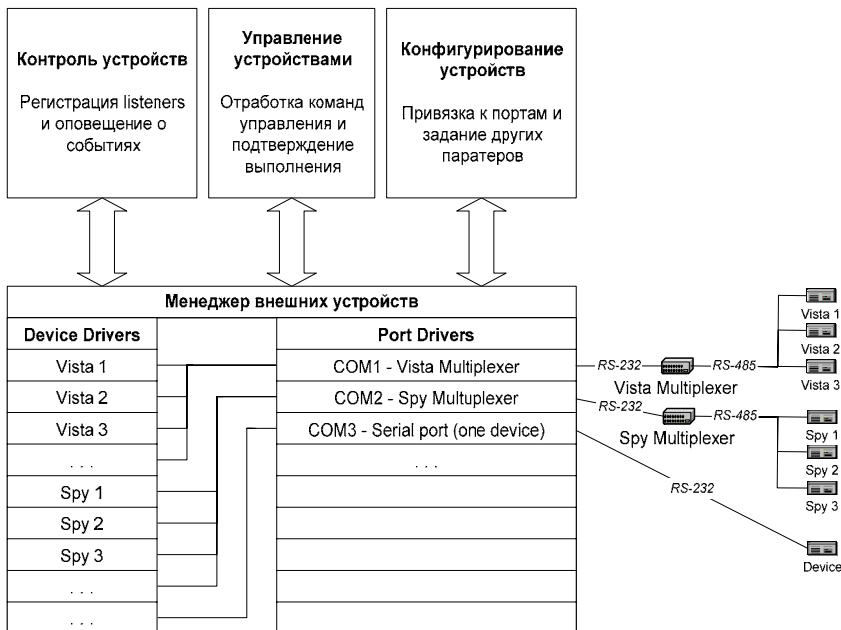 Контроль устройств
Регистрация listeners
и оповещение о
событиях
Управление
устройствами
Отработка команд
управления и
подтверждение
выполнения
Конфигурирование
устройств
Привязка к портам и
задание других
паратеров
Менеджер внешних устройств
Device Drivers
Port Drivers
Vista 1
COM1 - Vista Multiplexer
Vista 2
COM2 - Spy Multuplexer
Vista 3
COM3 - Serial port (one device)
. . .
. . .
Spy 1
Spy 2
Spy 3
. . .
. . .
RS-232
RS-485
Vista Multiplexer
Vista 1
Vista 2
Vista 3
RS-232
RS-485
Spy Multiplexer
Spy 1
Spy 2
Spy 3
RS-232
Device